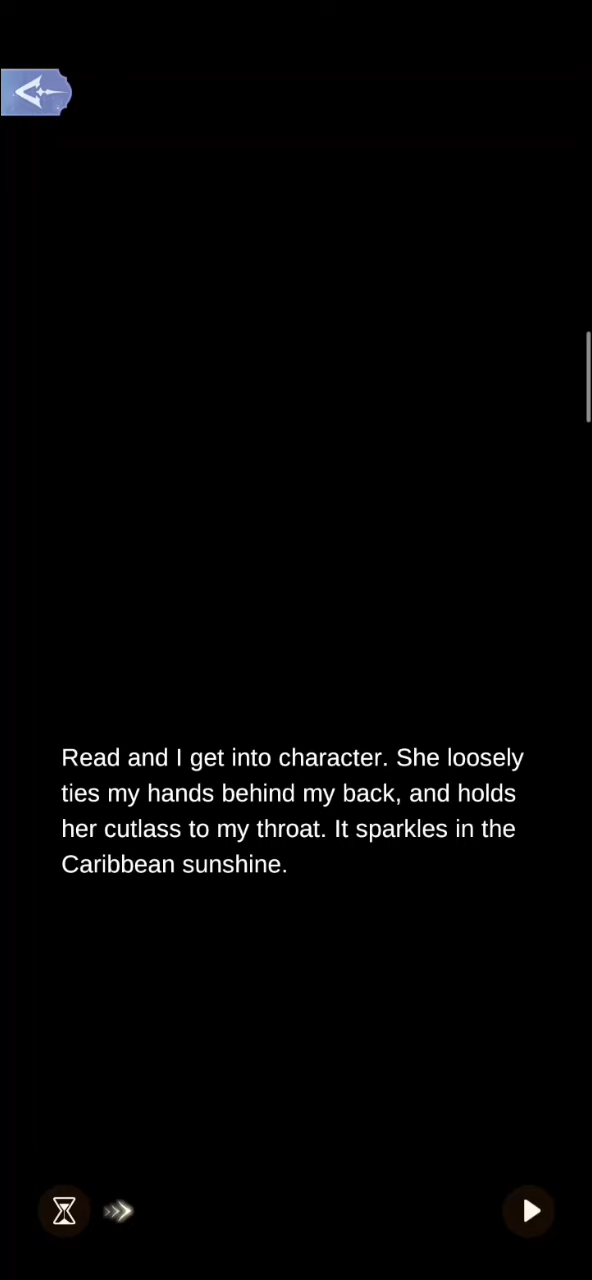 Read and I get into character. She loosely
ties my hands behind my back, and holds
her cutlass to my throat. It sparkles in the
Caribbean sunshine.